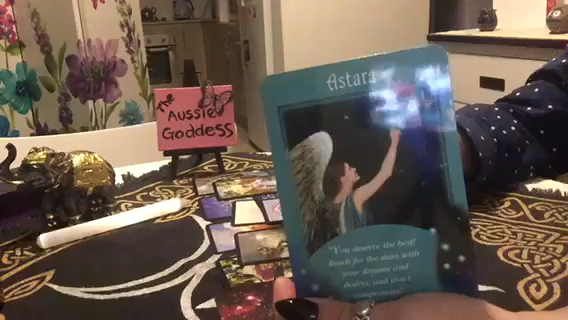 The
Aussie
Goddess
Astara
"You deserve the best!
Reach for the stars with
your dreams and
desires, and don't